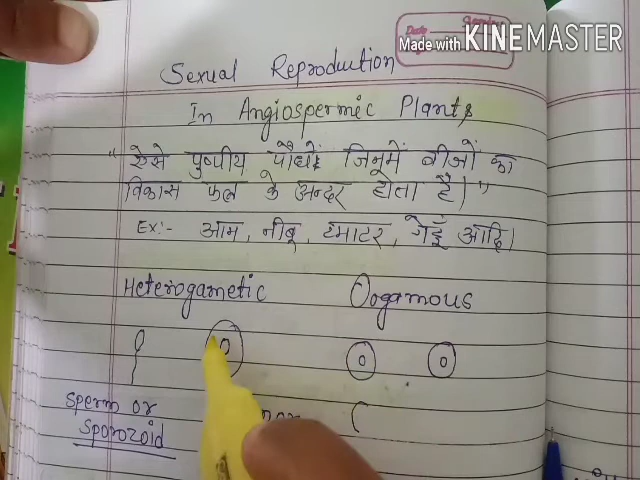 Made with KINEMASTER
Date
Sexual Reproduction
In Angiospermic Plants
"ऐसे पुष्पीय पौधें जिनमें बीजों का
विकास फल के अन्दर होता है।"
Ex:- आम, नीबू, टमाटर, गेहूँ आदि।
Heterogametic Oogamous
Sperm or
Sporozoid